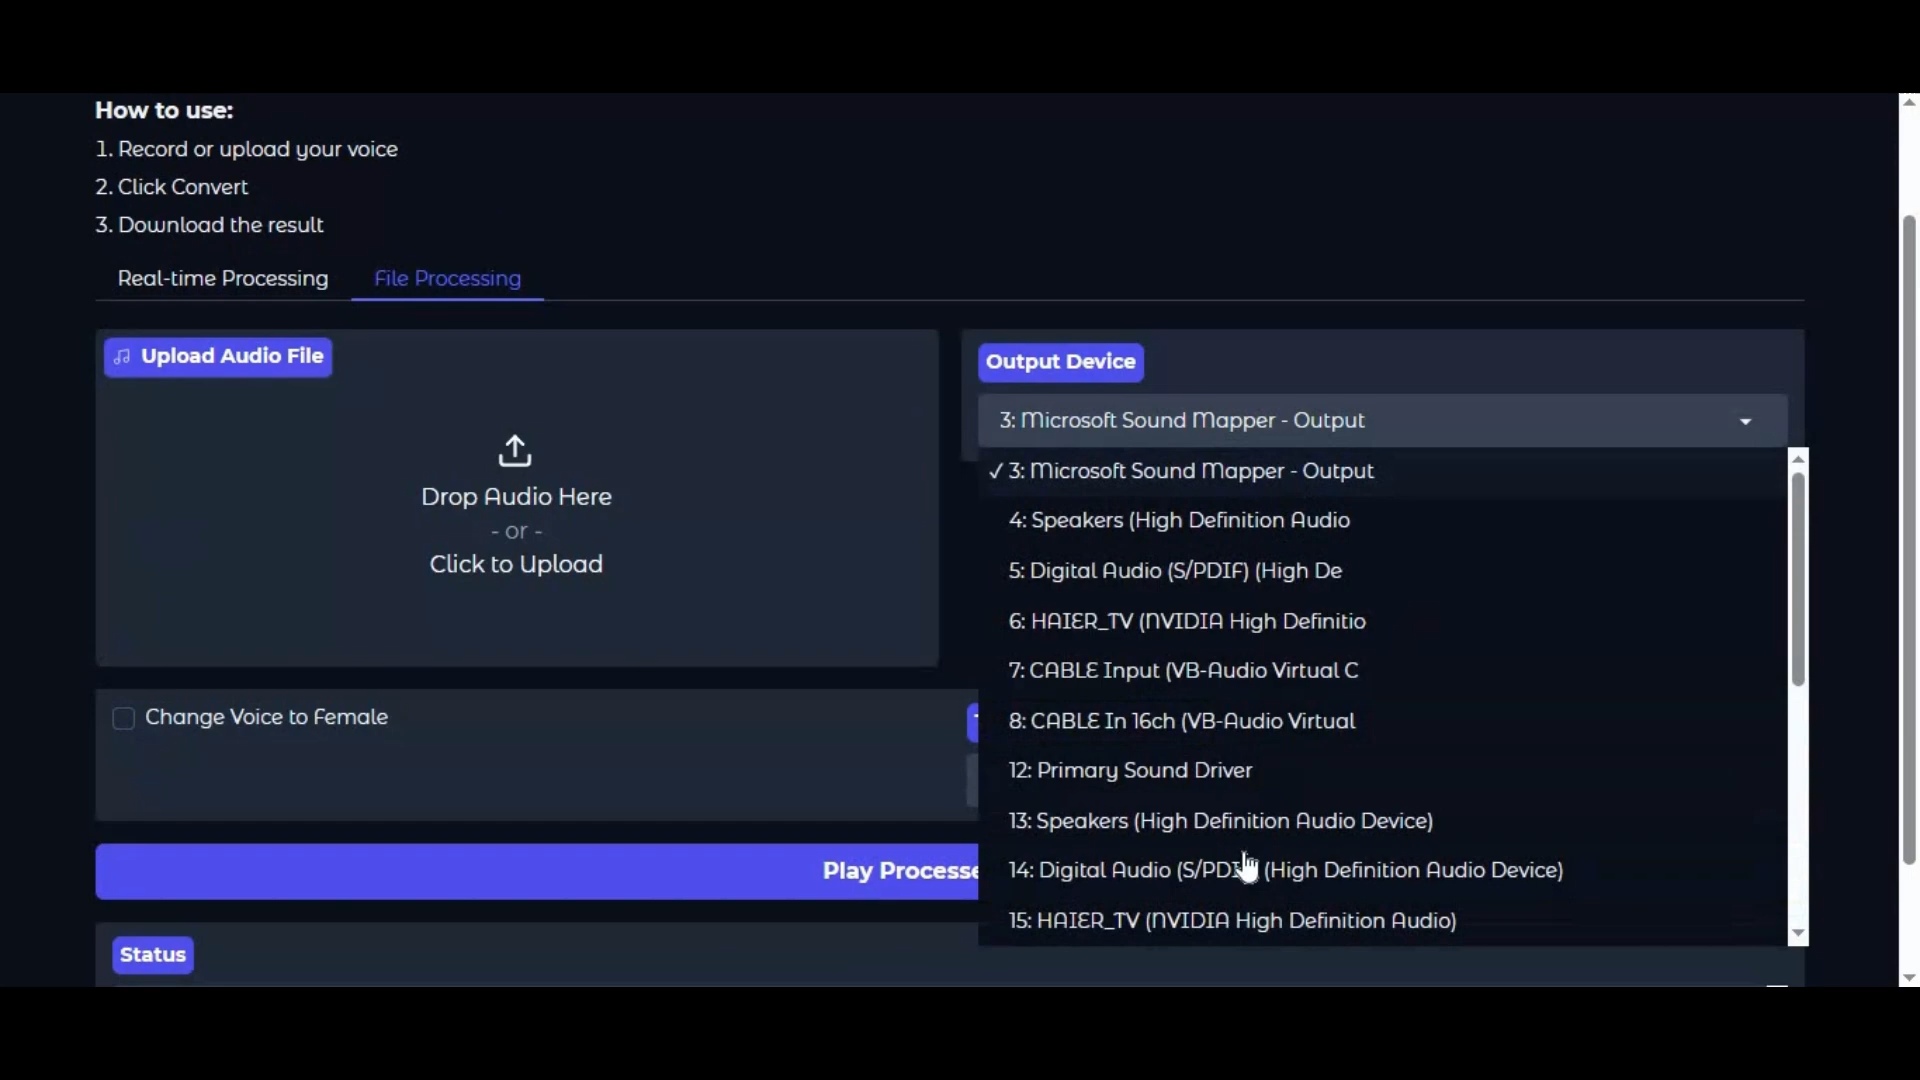 How to use:
1. Record or upload your voice
2. Click Convert
3. Download the result
Real-time Processing
File Processing
Upload Audio File
Drop Audio Here
- or -
Click to Upload
Output Device
3: Microsoft Sound Mapper - Output
✓ 3: Microsoft Sound Mapper - Output
4: Speakers (High Definition Audio
5: Digital Audio (S/PDIF) (High De
6: HAIER_TV (NVIDIA High Definitio
7: CABLE Input (VB-Audio Virtual C
8: CABLE In 16ch (VB-Audio Virtual
12: Primary Sound Driver
13: Speakers (High Definition Audio Device)
14: Digital Audio (High Definition Audio Device)
15: HAIER_TV (NVIDIA High Definition Audio)
Change Voice to Female
Play
Status